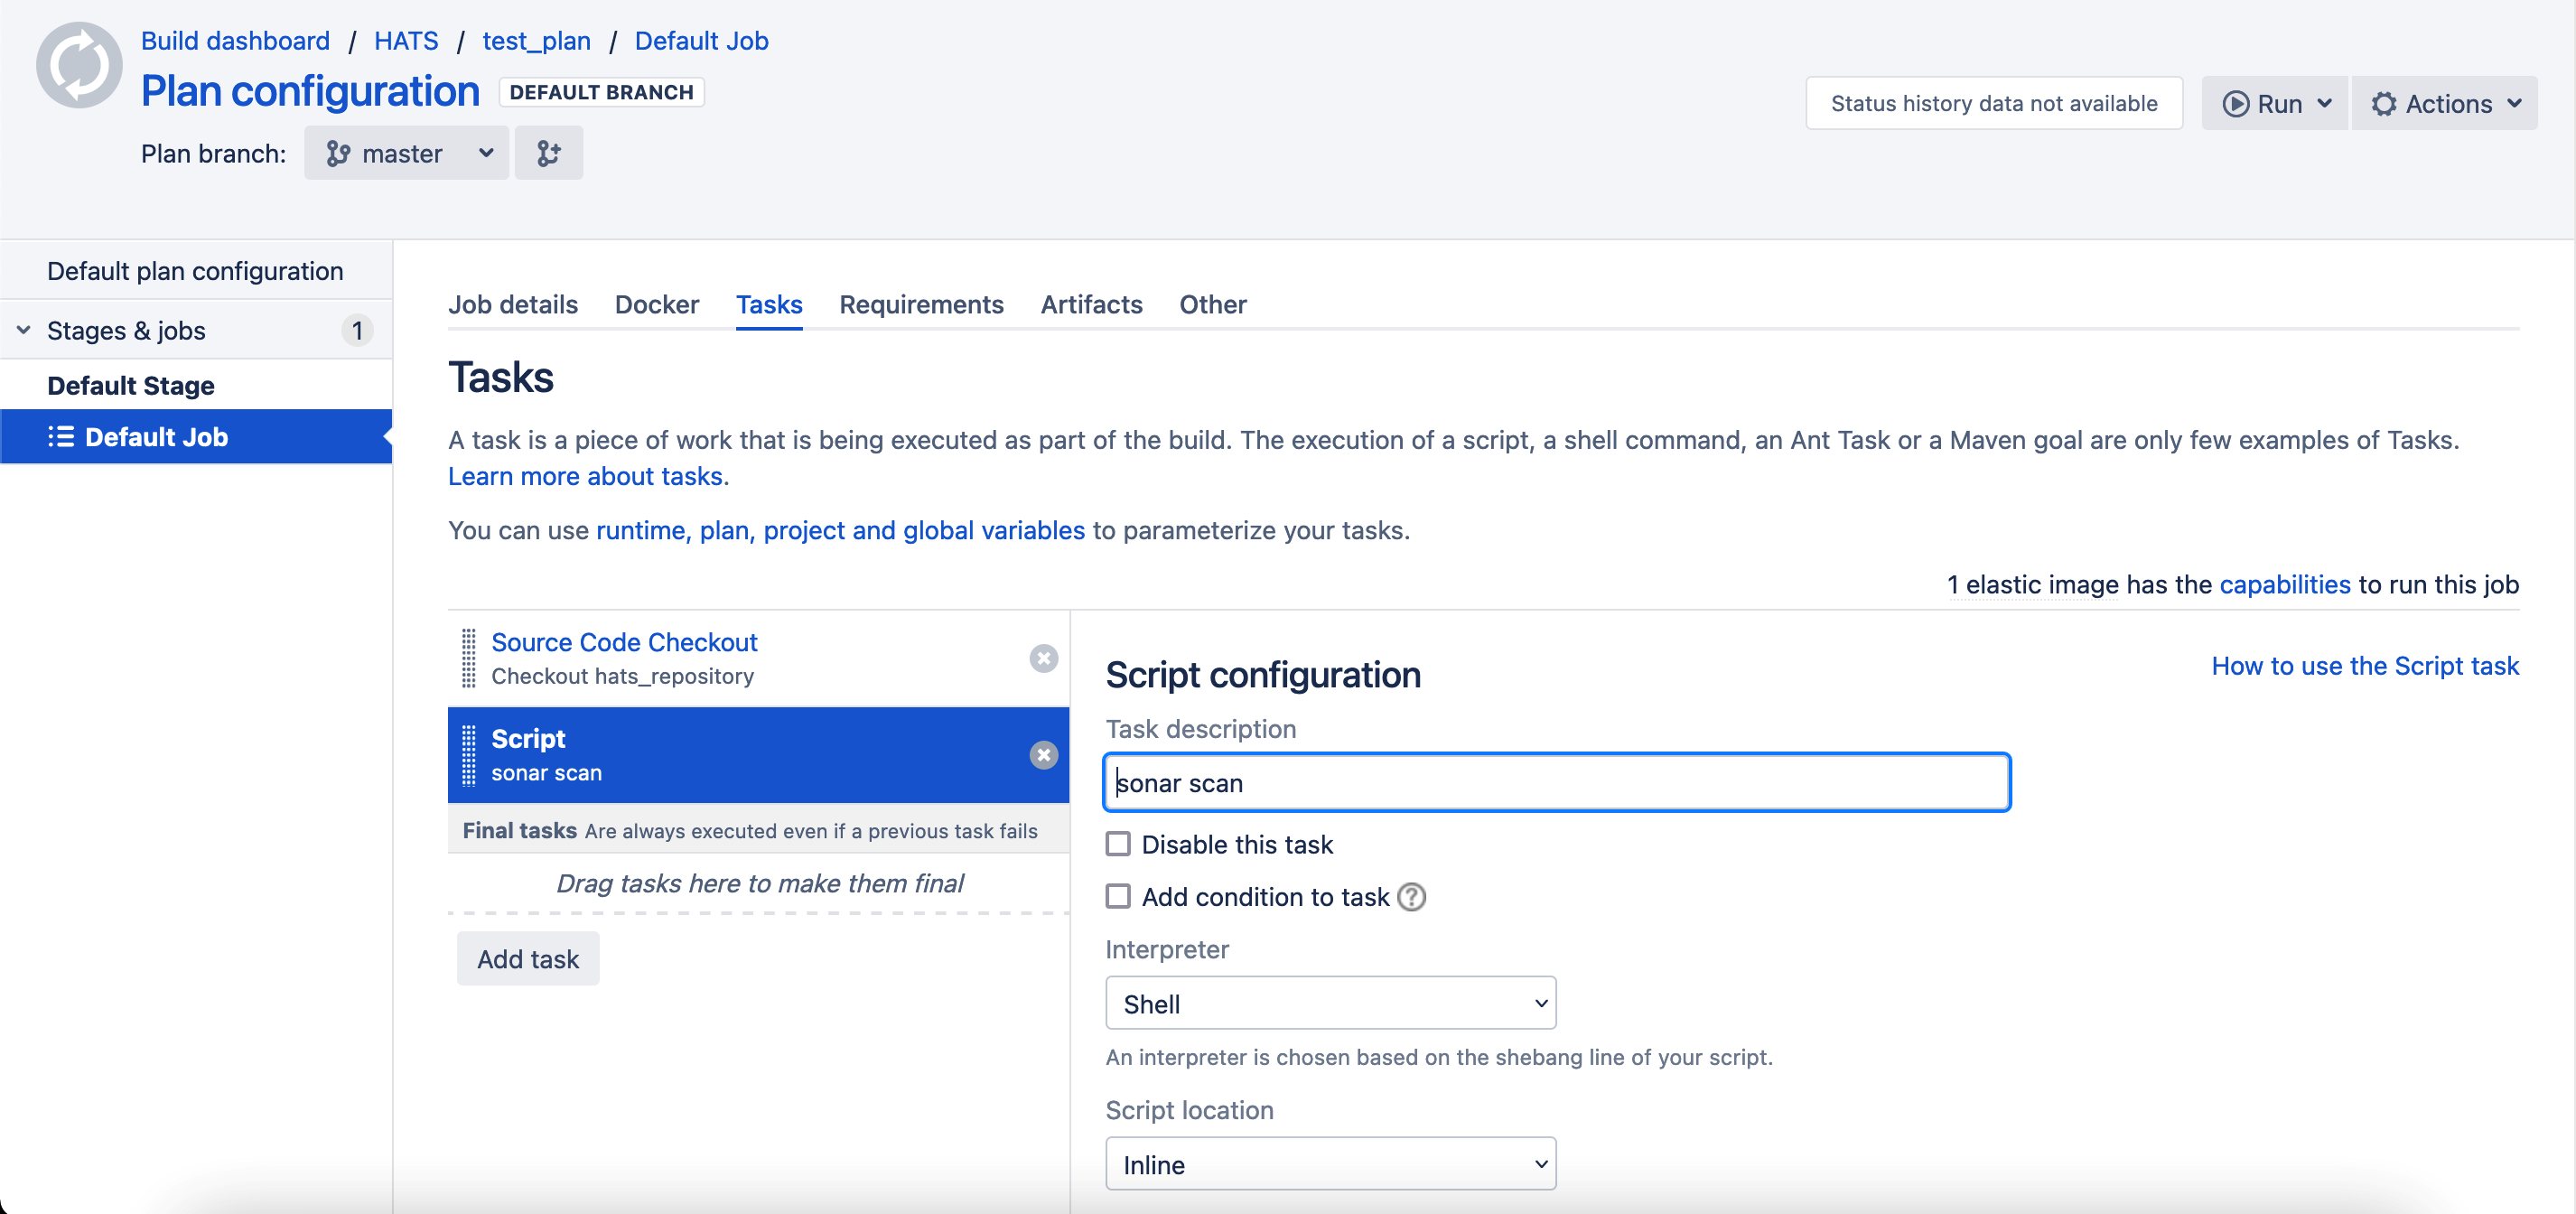 Build dashboard / HATS / test_plan / Default Job
Plan configuration DEFAULT BRANCH
Status history data not available
Run
Actions
Plan branch: master
Default plan configuration
Stages & jobs 1
Default Stage
Default Job
Job details Docker Tasks Requirements Artifacts Other
Tasks
A task is a piece of work that is being executed as part of the build. The execution of a script, a shell command, an Ant Task or a Maven goal are only few examples of Tasks.
Learn more about tasks.
You can use runtime, plan, project and global variables to parameterize your tasks.
1 elastic image has the capabilities to run this job
Source Code Checkout
Checkout hats_repository
Script
sonar scan
Final tasks Are always executed even if a previous task fails
Drag tasks here to make them final
Add task
Script configuration
How to use the Script task
Task description
sonar scan
Disable this task
Add condition to task ?
Interpreter
Shell
An interpreter is chosen based on the shebang line of your script.
Script location
Inline